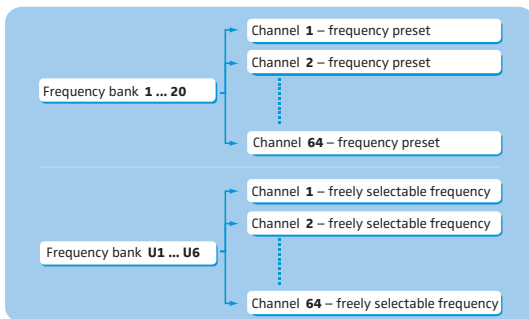 Channel 1 – frequency preset
Channel 2 – frequency preset
Frequency bank 1 ... 20
Channel 64 – frequency preset
Channel 1 – freely selectable frequency
Channel 2 – freely selectable frequency
Frequency bank U1 ... U6
Channel 64 – freely selectable frequency